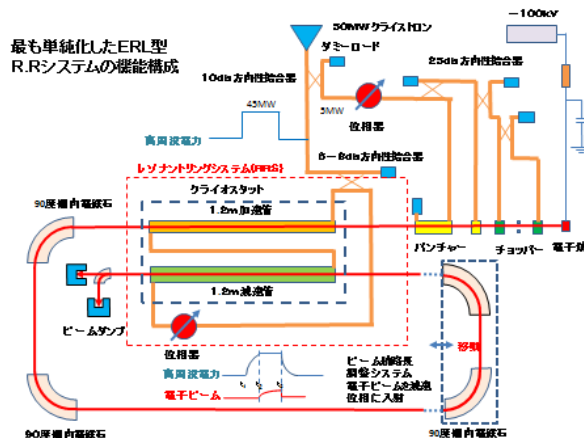 最も単純化したERL型
R.Rシステムの機能構成
50MWクライストロン
ダミーロード
-100kV
10db方向性結合器
25db方向性結合器
45MW
5MW
位相器
高周波電力
6-8db方向性結合器
レゾナントリングシステム(RRS)
クライオスタット
90度偏向電磁石
1.2m加速管
バンチャー
チョッパー
電子銃
1.2m減速管
ビームダンプ
位相器
移動
高周波電力
電子ビーム
ビーム周路長
調整システム
電子ビームを減速
位相に入射
90度偏向電磁石
90度偏向電磁石